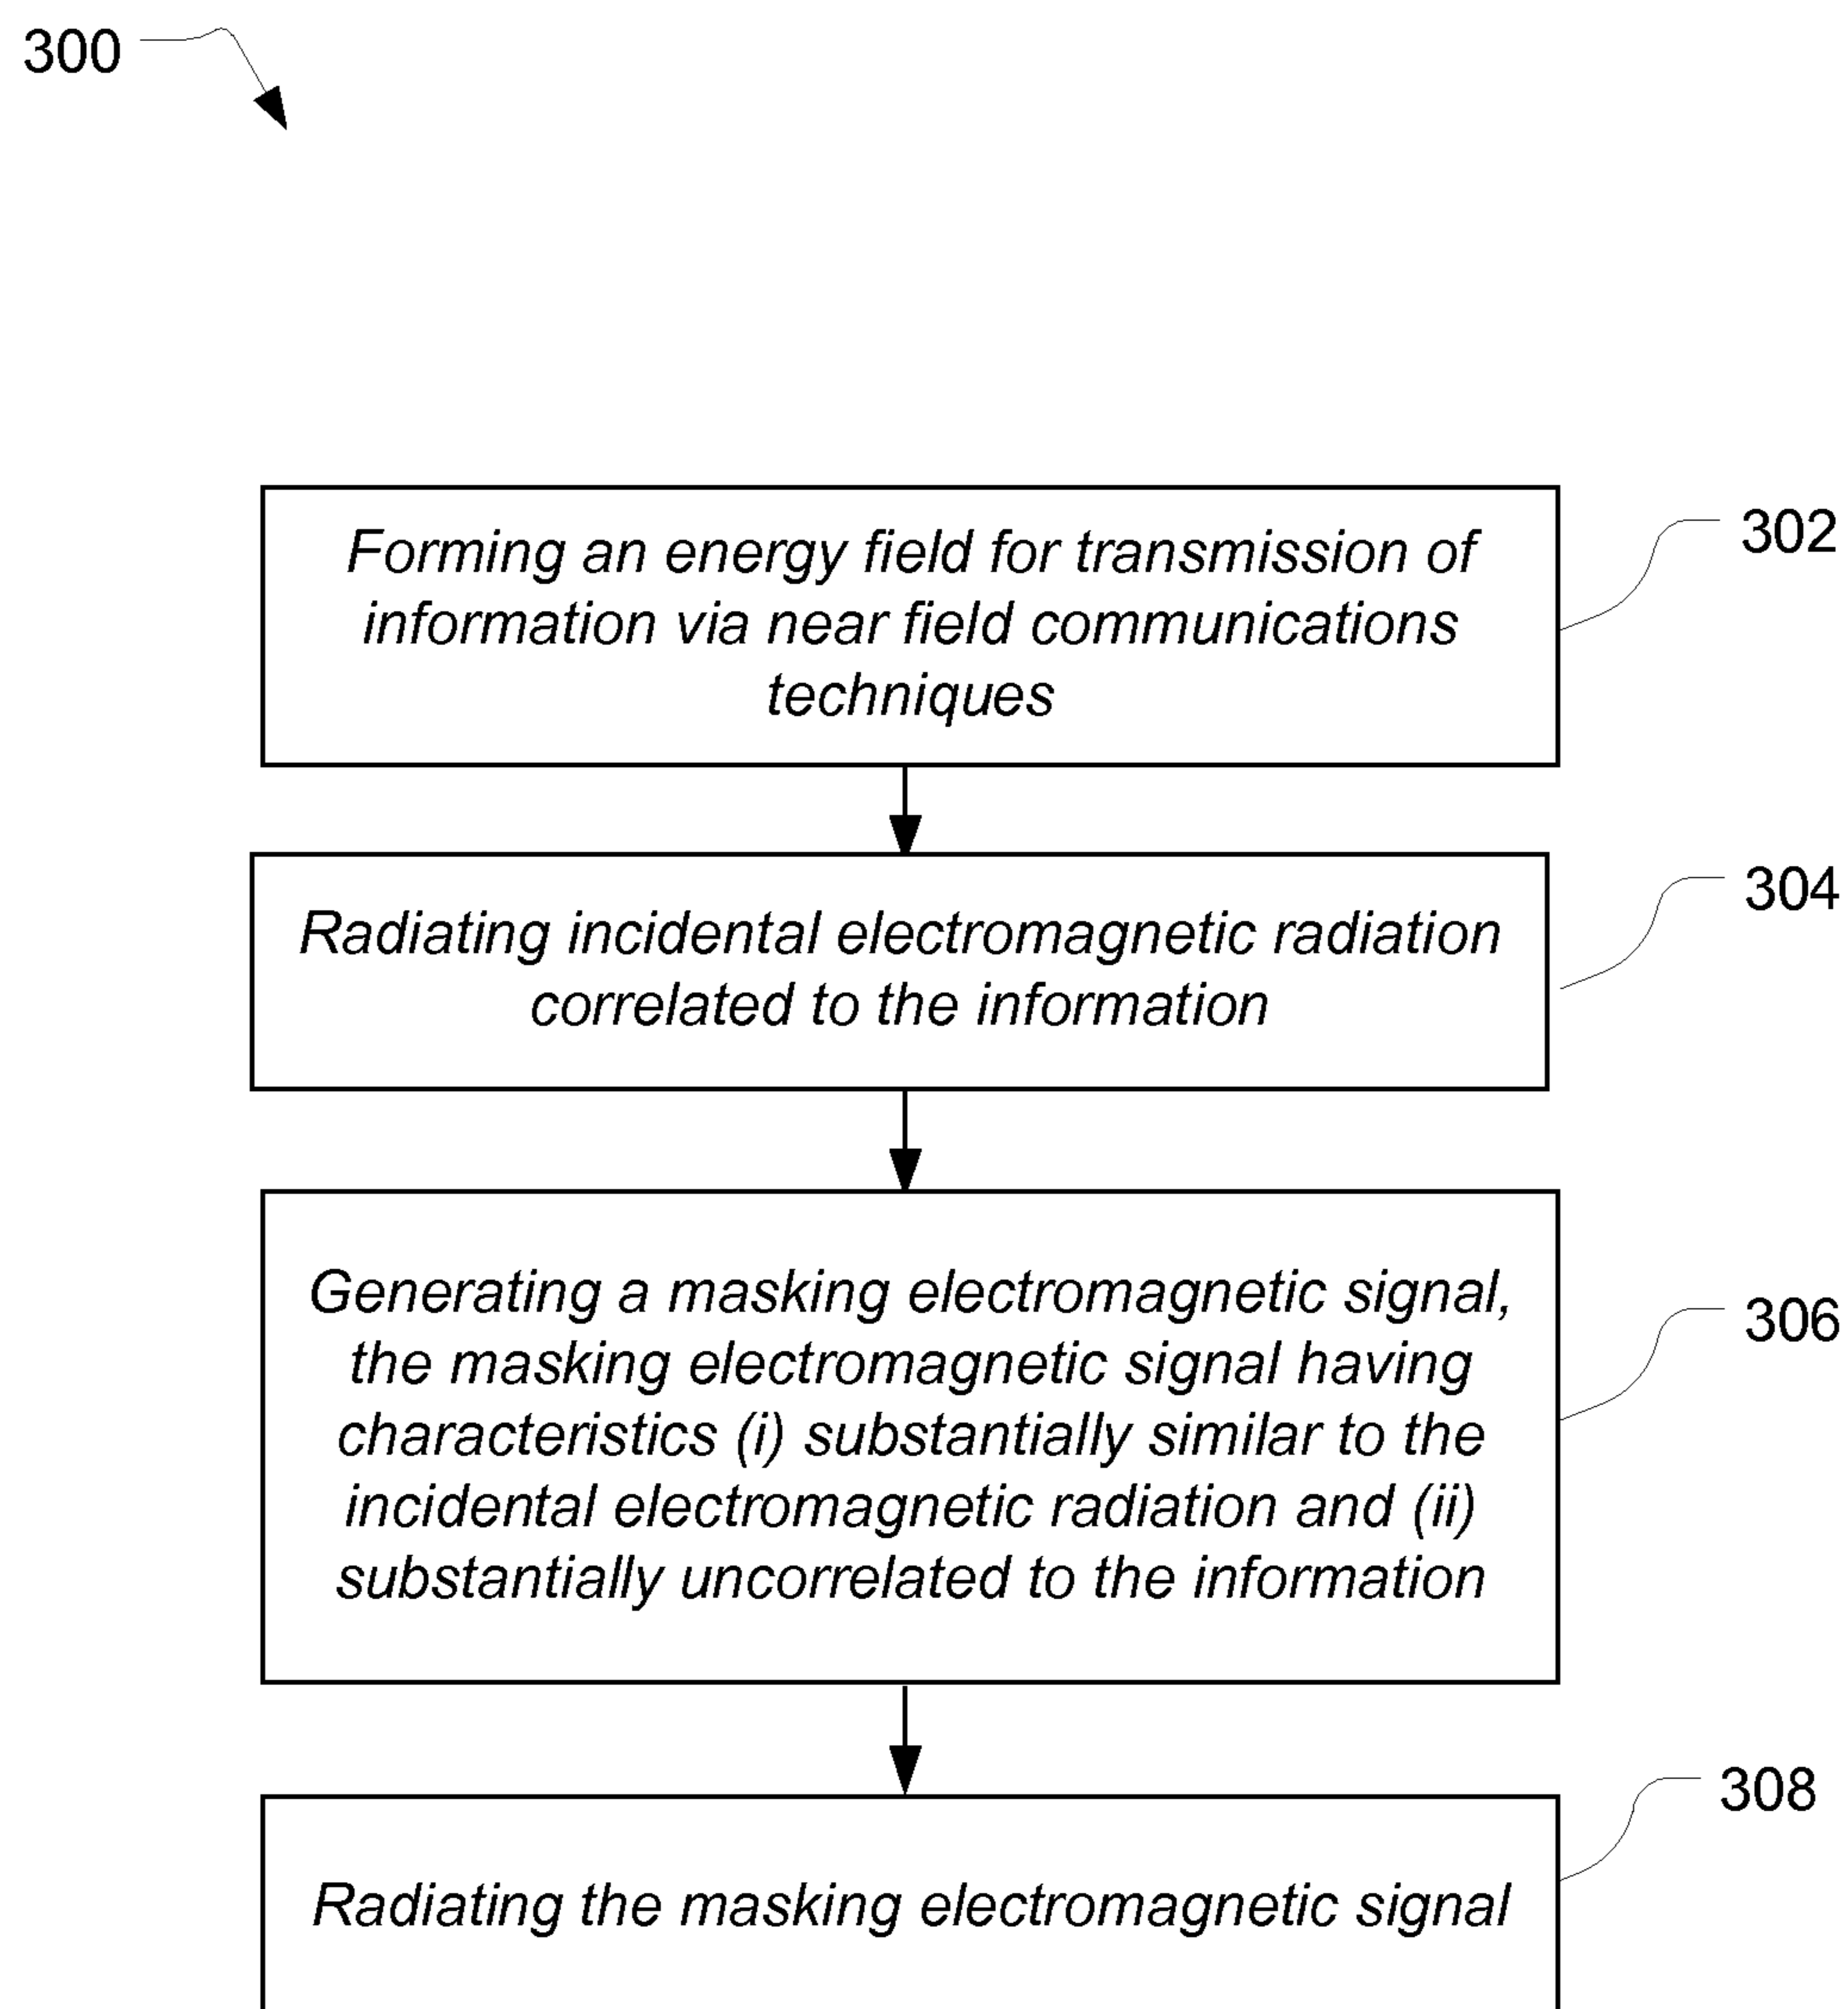 300
Forming an energy field for transmission of
information via near field communications
techniques
302
Radiating incidental electromagnetic radiation
correlated to the information
304
Generating a masking electromagnetic signal,
the masking electromagnetic signal having
characteristics (i) substantially similar to the
incidental electromagnetic radiation and (ii)
substantially uncorrelated to the information
306
Radiating the masking electromagnetic signal
308